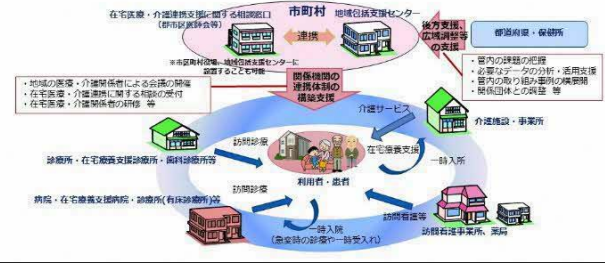 市町村
在宅医療・介護連携支援に関する相談窓口
(郡市区医師会等)
地域包括支援センター
連携
※市区町村役場、地域包括支援センターに
設置することも可能
後方支援、
広域調整等
の支援
都道府県・保健所
・管内の課題の把握
・必要なデータの分析・活用支援
・管内の取り組み事例の横展開
・関係団体との調整 等
・地域の医療・介護関係者による会議の開催
・在宅医療・介護連携に関する相談の受付
・在宅医療・介護関係者の研修 等
関係機関の
連携体制の
構築支援
介護サービス
介護施設・事業所
訪問診療
在宅療養支援
一時入所
診療所・在宅療養支援診療所・歯科診療所等
利用者・患者
病院・在宅療養支援病院・診療所(有床診療所)等
訪問診療
訪問看護等
一時入院
(急変時の診療や一時受入れ)
訪問看護事業所、薬局